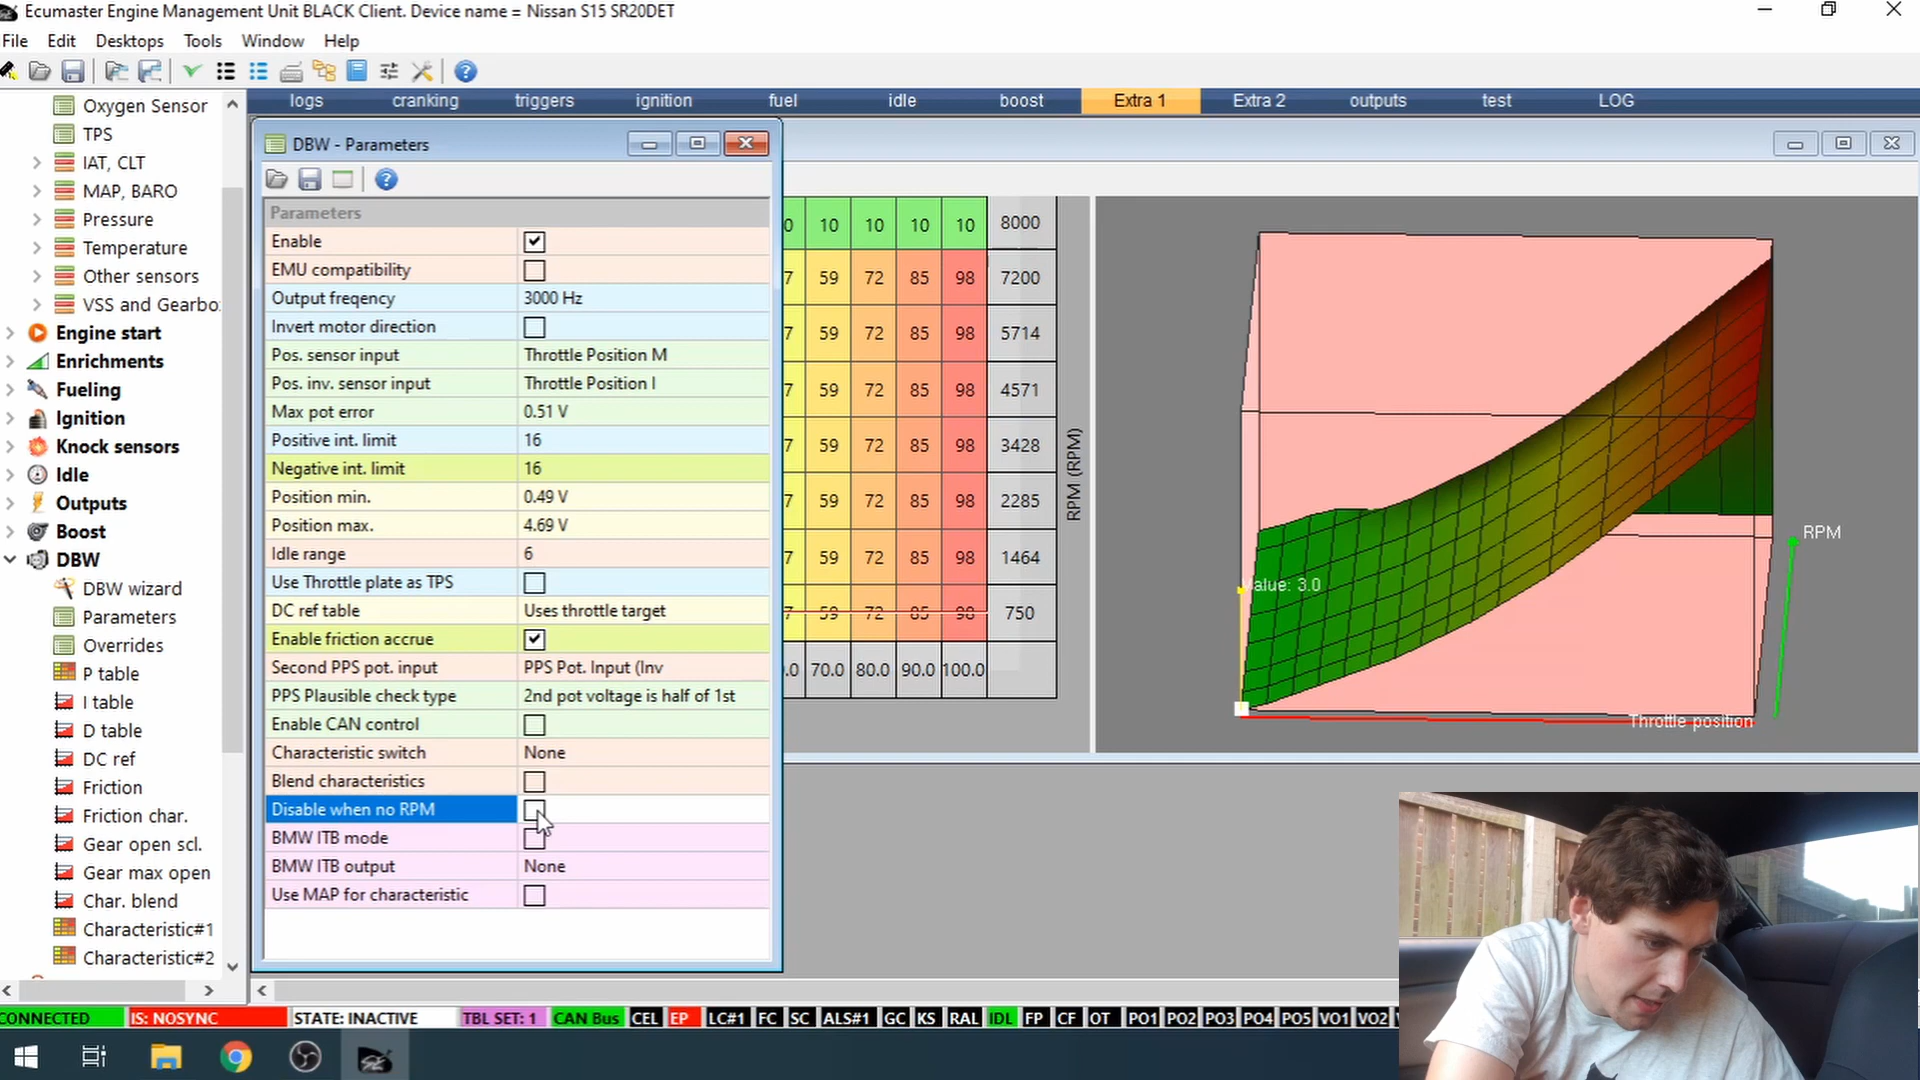 Ecumaster Engine Management Unit BLACK Client. Device name = Nissan S15 SR20DET
File Edit Desktops Tools Window Help
logs cranking triggers ignition fuel idle boost Extra 1 Extra 2 outputs test LOG
Oxygen Sensor
TPS
IAT, CLT
MAP, BARO
Pressure
Temperature
Other sensors
VSS and Gearbo
Engine start
Enrichments
Fueling
Ignition
Knock sensors
Idle
Outputs
Boost
DBW
DBW wizard
Parameters
Overrides
P table
I table
D table
DC ref
Friction
Friction char.
Gear open scl.
Gear max open
Char. blend
Characteristic#1
Characteristic#2
DBW - Parameters
Parameters
Enable
EMU compatibility
Output freqency 3000 Hz
Invert motor direction
Pos. sensor input Throttle Position M
Pos. inv. sensor input Throttle Position I
Max pot error 0.51 V
Positive int. limit 16
Negative int. limit 16
Position min. 0.49 V
Position max. 4.69 V
Idle range 6
Use Throttle plate as TPS
DC ref table Uses throttle target
Enable friction accrue
Second PPS pot. input PPS Pot. Input (Inv
PPS Plausible check type 2nd pot voltage is half of 1st
Enable CAN control
Characteristic switch None
Blend characteristics
Disable when no RPM
BMW ITB mode
BMW ITB output None
Use MAP for characteristic
0 10 10 10 10 8000
7 59 72 85 98 7200
7 59 72 85 98 5714
7 59 72 85 98 4571
7 59 72 85 98 3428
7 59 72 85 98 2285
7 59 72 85 98 1464
7 59 72 85 98 750
.0 70.0 80.0 90.0 100.0
RPM (RPM)
RPM
Value: 3.0
Throttle position
CONNECTED IS: NOSYNC STATE: INACTIVE TBL SET: 1 CAN Bus CEL EP LC#1 FC SC ALS#1 GC KS RAL IDL FP CF OT PO1 PO2 PO3 PO4 PO5 VO1 VO2